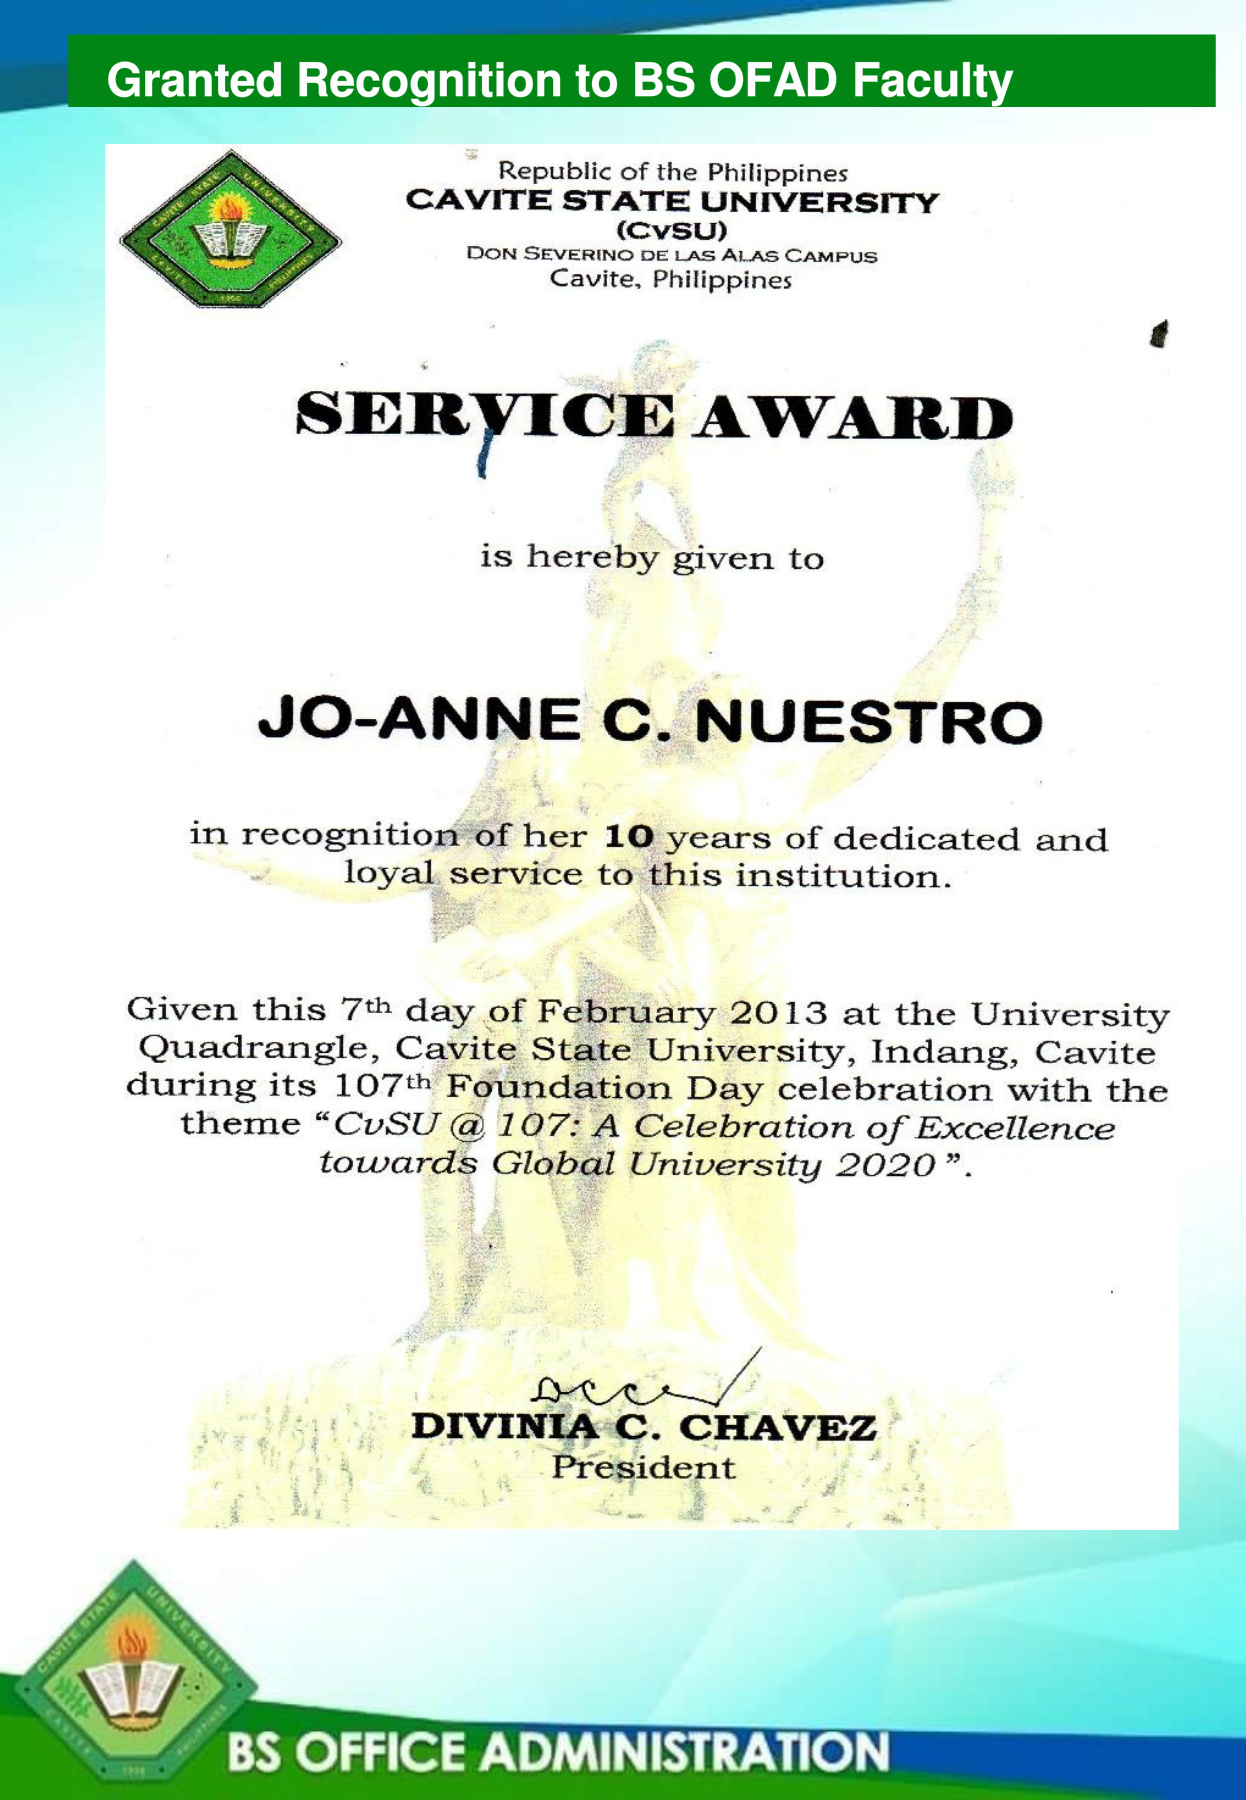 Granted Recognition to BS OFAD Faculty
CAVITE STATE UNIVERSITY
CAVITE PHILIPPINES
1906
Republic of the Philippines
CAVITE STATE UNIVERSITY
(CvSU)
DON SEVERINO DE LAS ALAS CAMPUS
Cavite, Philippines
SERVICE AWARD
is hereby given to
JO-ANNE C. NUESTRO
in recognition of her 10 years of dedicated and
loyal service to this institution.
Given this 7th day of February 2013 at the University
Quadrangle, Cavite State University, Indang, Cavite
during its 107th Foundation Day celebration with the
theme “CvSU @ 107: A Celebration of Excellence
towards Global University 2020”.
DIVINIA C. CHAVEZ
President
CAVITE STATE UNIVERSITY
CAVITE PHILIPPINES
1906
BS OFFICE ADMINISTRATION